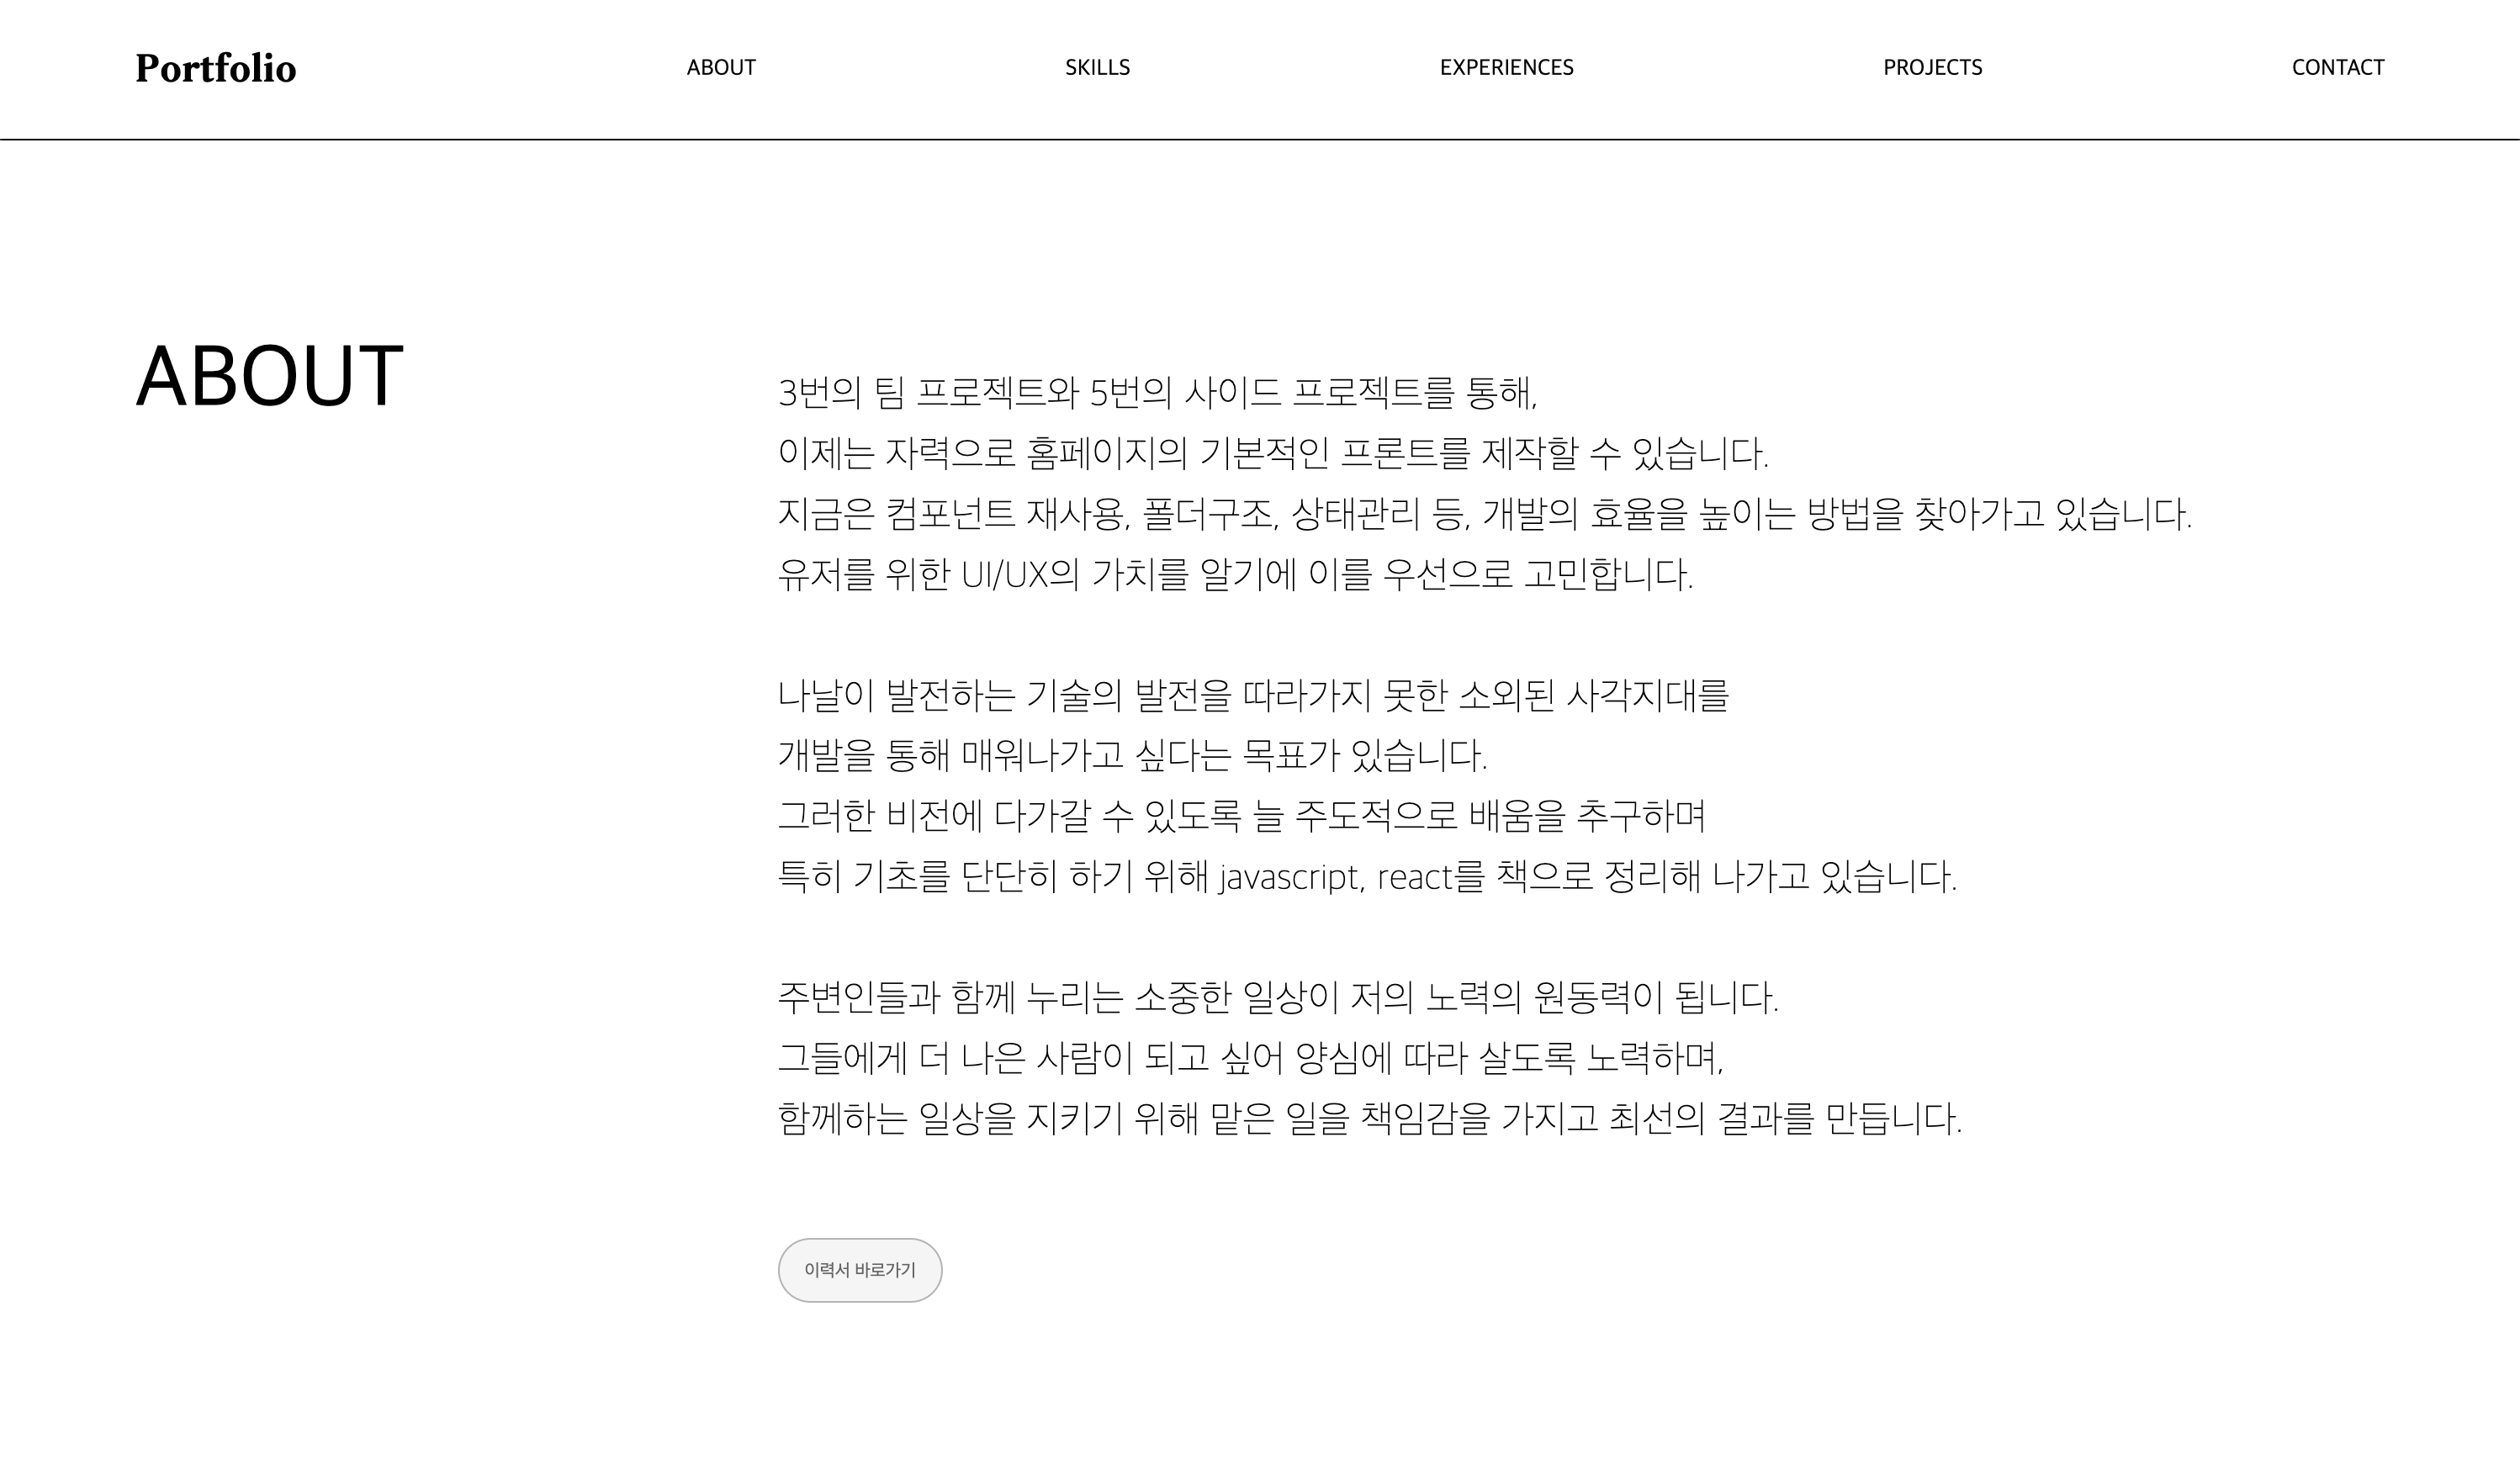 Portfolio
ABOUT
SKILLS
EXPERIENCES
PROJECTS
CONTACT
ABOUT
3번의 팀 프로젝트와 5번의 사이드 프로젝트를 통해,
이제는 자력으로 홈페이지의 기본적인 프론트를 제작할 수 있습니다.
지금은 컴포넌트 재사용, 폴더구조, 상태관리 등, 개발의 효율을 높이는 방법을 찾아가고 있습니다.
유저를 위한 UI/UX의 가치를 알기에 이를 우선으로 고민합니다.
나날이 발전하는 기술의 발전을 따라가지 못한 소외된 사각지대를
개발을 통해 매워나가고 싶다는 목표가 있습니다.
그러한 비전에 다가갈 수 있도록 늘 주도적으로 배움을 추구하며
특히 기초를 단단히 하기 위해 javascript, react를 책으로 정리해 나가고 있습니다.
주변인들과 함께 누리는 소중한 일상이 저의 노력의 원동력이 됩니다.
그들에게 더 나은 사람이 되고 싶어 양심에 따라 살도록 노력하며,
함께하는 일상을 지키기 위해 맡은 일을 책임감을 가지고 최선의 결과를 만듭니다.
이력서 바로가기